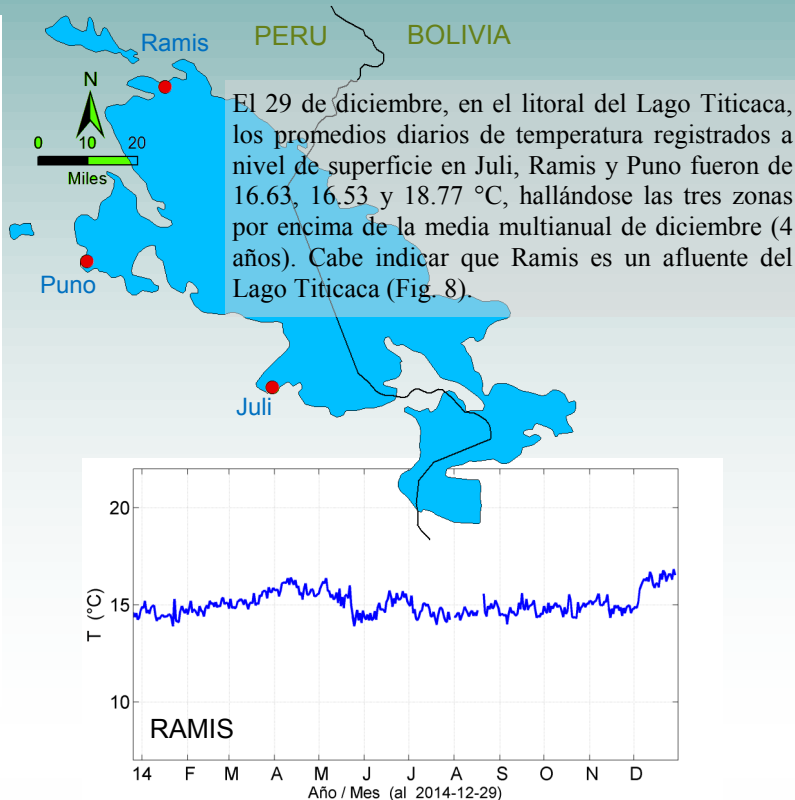 Ramis
PERU
BOLIVIA
N
0 10 20
Miles
El 29 de diciembre, en el litoral del Lago Titicaca,
los promedios diarios de temperatura registrados a
nivel de superficie en Juli, Ramis y Puno fueron de
16.63, 16.53 y 18.77 °C, hallándose las tres zonas
por encima de la media multianual de diciembre (4
años). Cabe indicar que Ramis es un afluente del
Lago Titicaca (Fig. 8).
Puno
Juli
20
15
10
T (°C)
RAMIS
14 F M A M J J A S O N D
Año / Mes (al 2014-12-29)